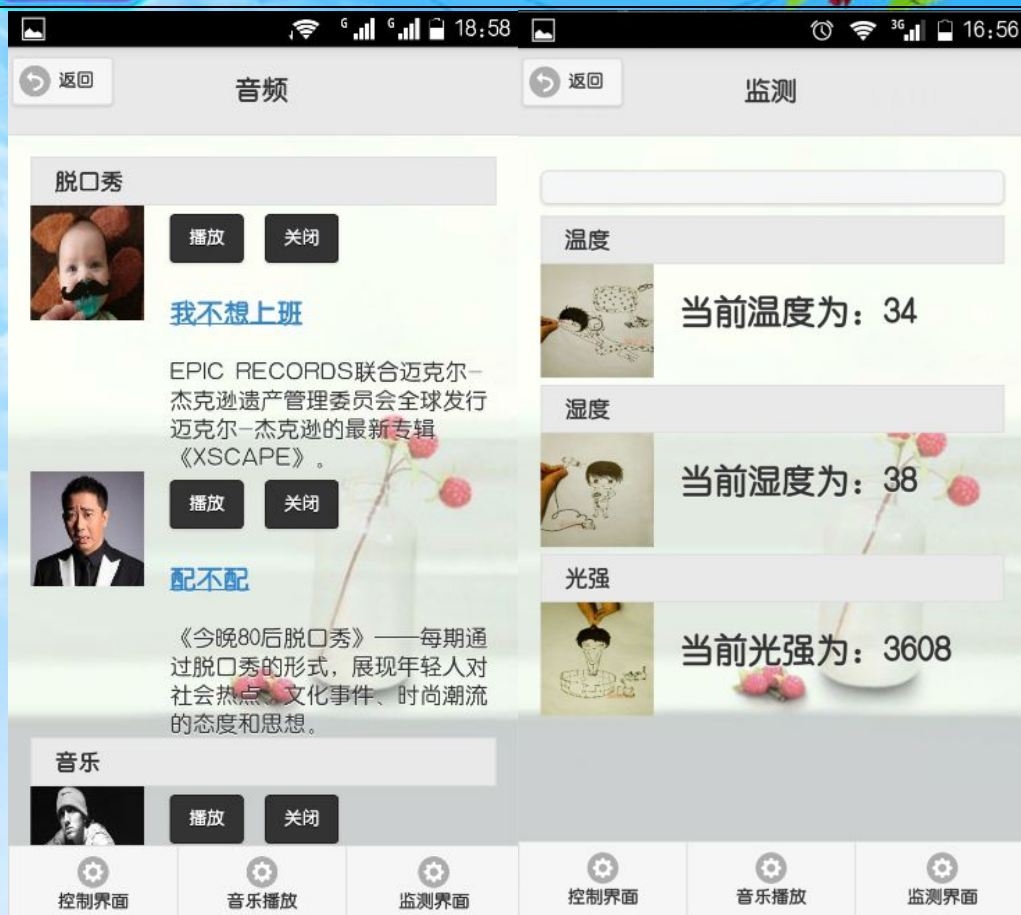 G G 18:58
返回
音频
脱口秀
播放 关闭
我不想上班
EPIC RECORDS联合迈克尔-
杰克逊遗产管理委员会全球发行
迈克尔-杰克逊的最新专辑
《XSCAPE》。
播放 关闭
配不配
《今晚80后脱口秀》——每期通
过脱口秀的形式，展现年轻人对
社会热点、文化事件、时尚潮流
的态度和思想。
音乐
播放 关闭
控制界面 音乐播放 监测界面
3G 16:56
返回
监测
温度
当前温度为：34
湿度
当前湿度为：38
光强
当前光强为：3608
控制界面 音乐播放 监测界面